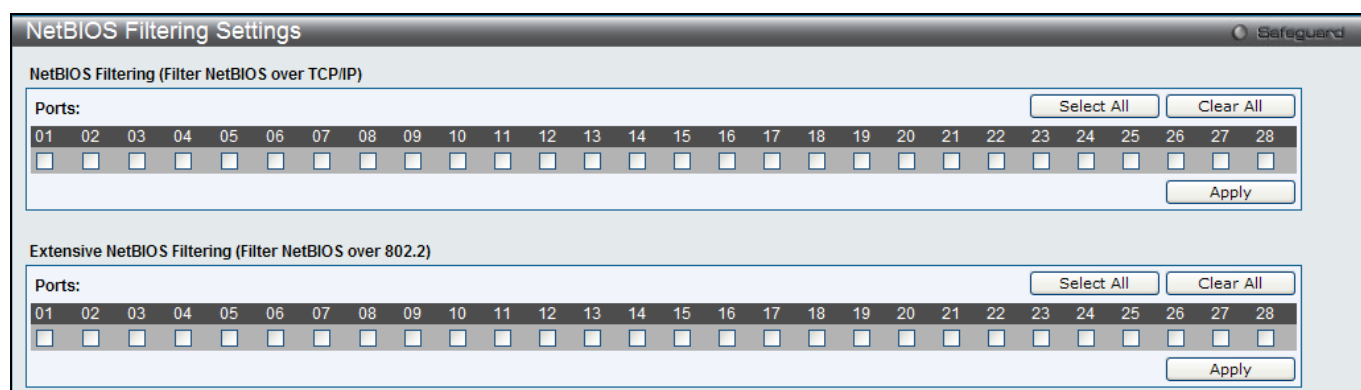 NetBIOS Filtering Settings Safeguard
NetBIOS Filtering (Filter NetBIOS over TCP/IP)
Ports: Select All Clear All
01 02 03 04 05 06 07 08 09 10 11 12 13 14 15 16 17 18 19 20 21 22 23 24 25 26 27 28
Apply
Extensive NetBIOS Filtering (Filter NetBIOS over 802.2)
Ports: Select All Clear All
01 02 03 04 05 06 07 08 09 10 11 12 13 14 15 16 17 18 19 20 21 22 23 24 25 26 27 28
Apply